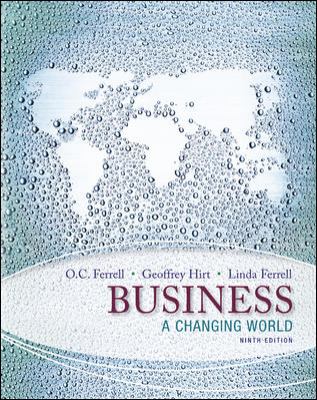 O.C. Ferrell • Geoffrey Hirt • Linda Ferrell
BUSINESS
A CHANGING WORLD
NINTH EDITION